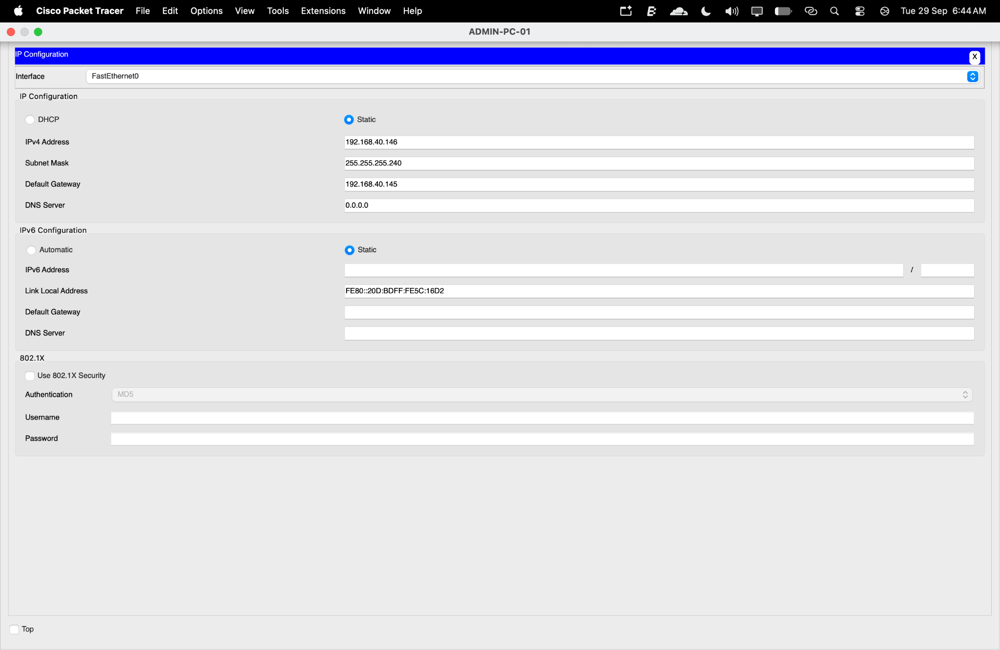 Cisco Packet Tracer File Edit Options View Tools Extensions Window Help Tue 29 Sep 6:44 AM
ADMIN-PC-01
IP Configuration X
Interface FastEthernet0
IP Configuration
DHCP Static
IPv4 Address 192.168.40.146
Subnet Mask 255.255.255.240
Default Gateway 192.168.40.145
DNS Server 0.0.0.0
IPv6 Configuration
Automatic Static
IPv6 Address /
Link Local Address FE80::20D:BDFF:FE5C:16D2
Default Gateway
DNS Server
802.1X
Use 802.1X Security
Authentication MD5
Username
Password
Top